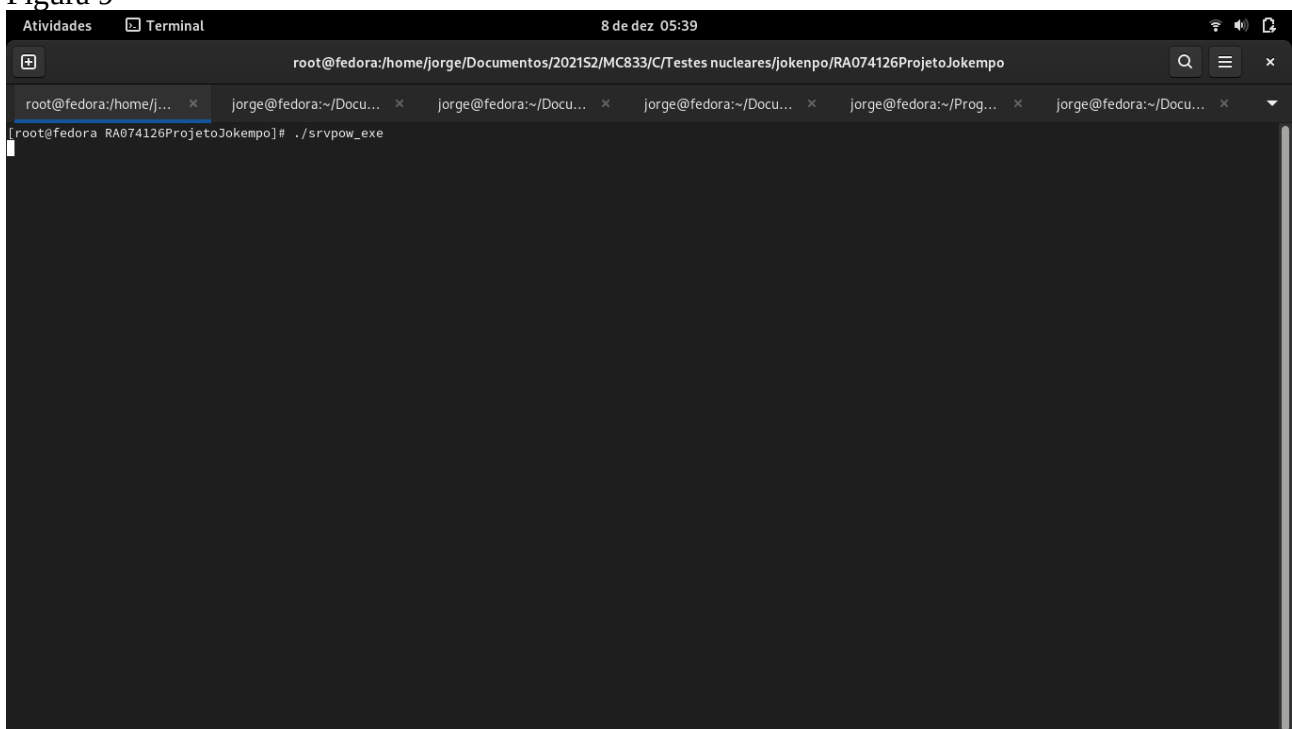 Figura 5
Atividades Terminal 8 de dez 05:39
root@fedora:/home/jorge/Documentos/2021S2/MC833/C/Testes nucleares/jokenpo/RA074126ProjetoJokempo
root@fedora:/home/j... jorge@fedora:~/Docu... jorge@fedora:~/Docu... jorge@fedora:~/Docu... jorge@fedora:~/Prog... jorge@fedora:~/Docu...
[root@fedora RA074126ProjetoJokempo]# ./srvpow_exe